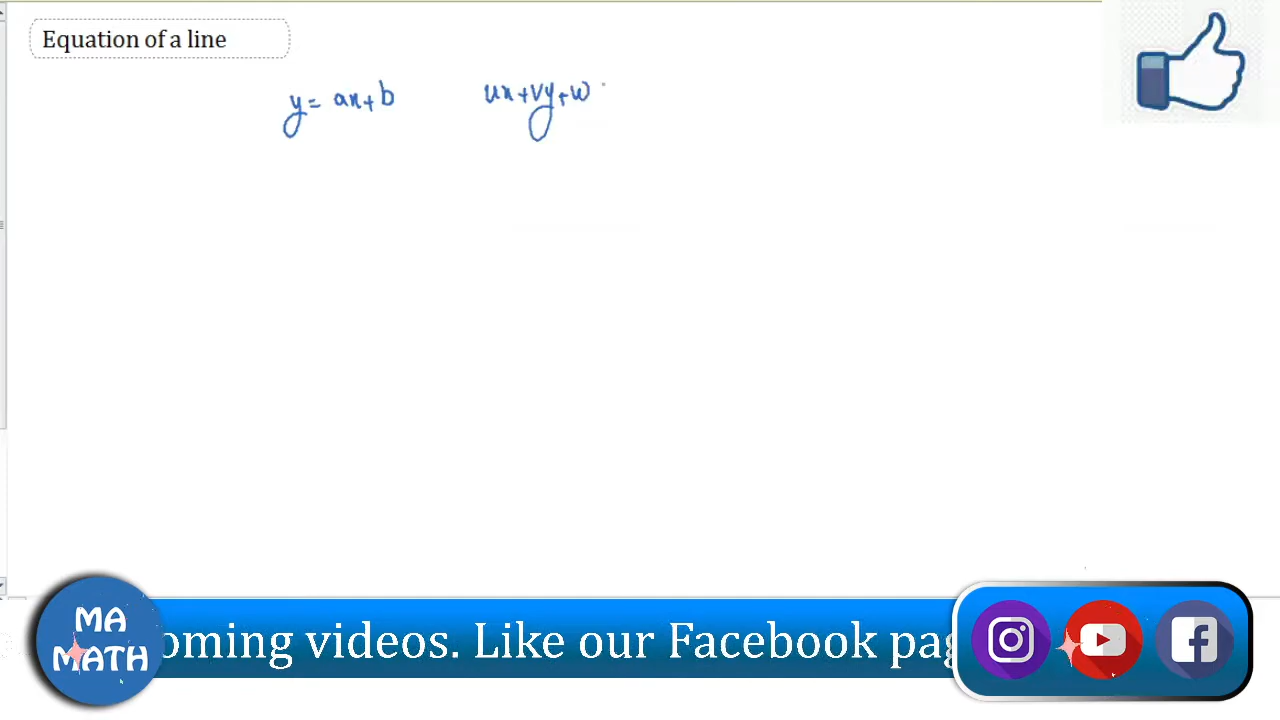 Equation of a line
y = ax + b ux + vy + w
MA MATH
oming videos. Like our Facebook pag